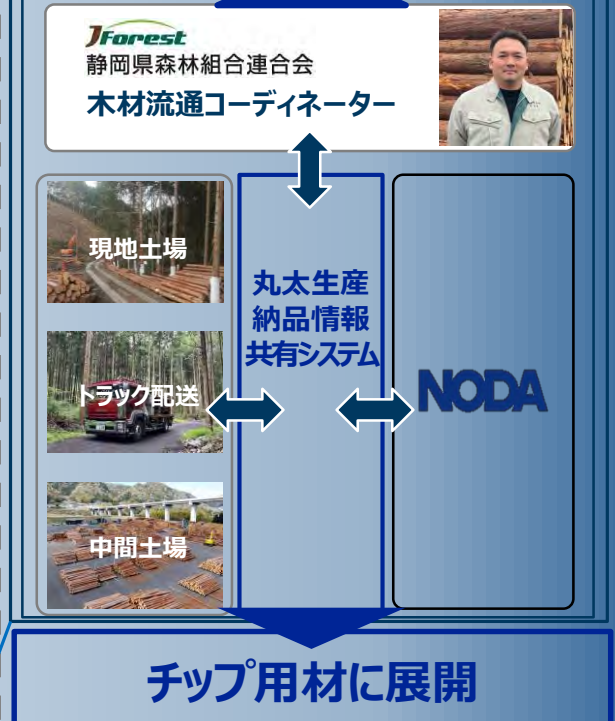 JForest
静岡県森林組合連合会
木材流通コーディネーター
現地土場
トラック配送
中間土場
丸太生産
納品情報
共有システム
NODA
チップ用材に展開